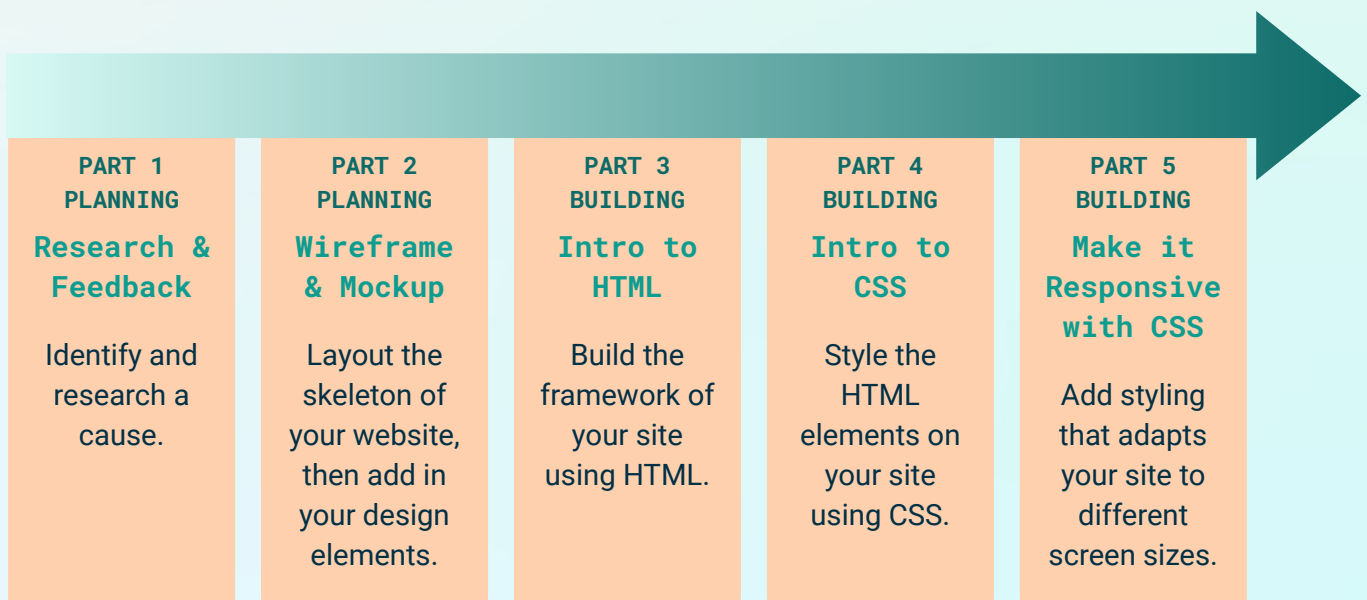 PART 1
PLANNING
Research &
Feedback
Identify and
research a
cause.
PART 2
PLANNING
Wireframe
& Mockup
Layout the
skeleton of
your website,
then add in
your design
elements.
PART 3
BUILDING
Intro to
HTML
Build the
framework of
your site
using HTML.
PART 4
BUILDING
Intro to
CSS
Style the
HTML
elements on
your site
using CSS.
PART 5
BUILDING
Make it
Responsive
with CSS
Add styling
that adapts
your site to
different
screen sizes.